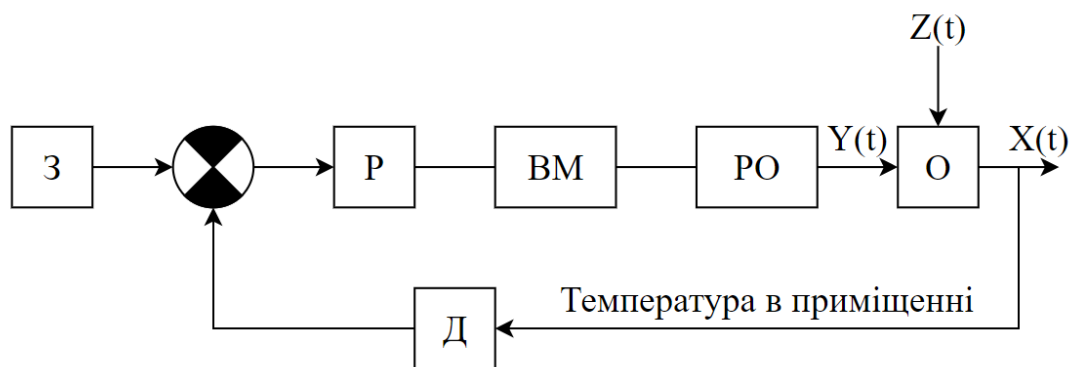 Z(t)
З
Р
ВМ
РО
Y(t)
О
X(t)
Температура в приміщенні
Д